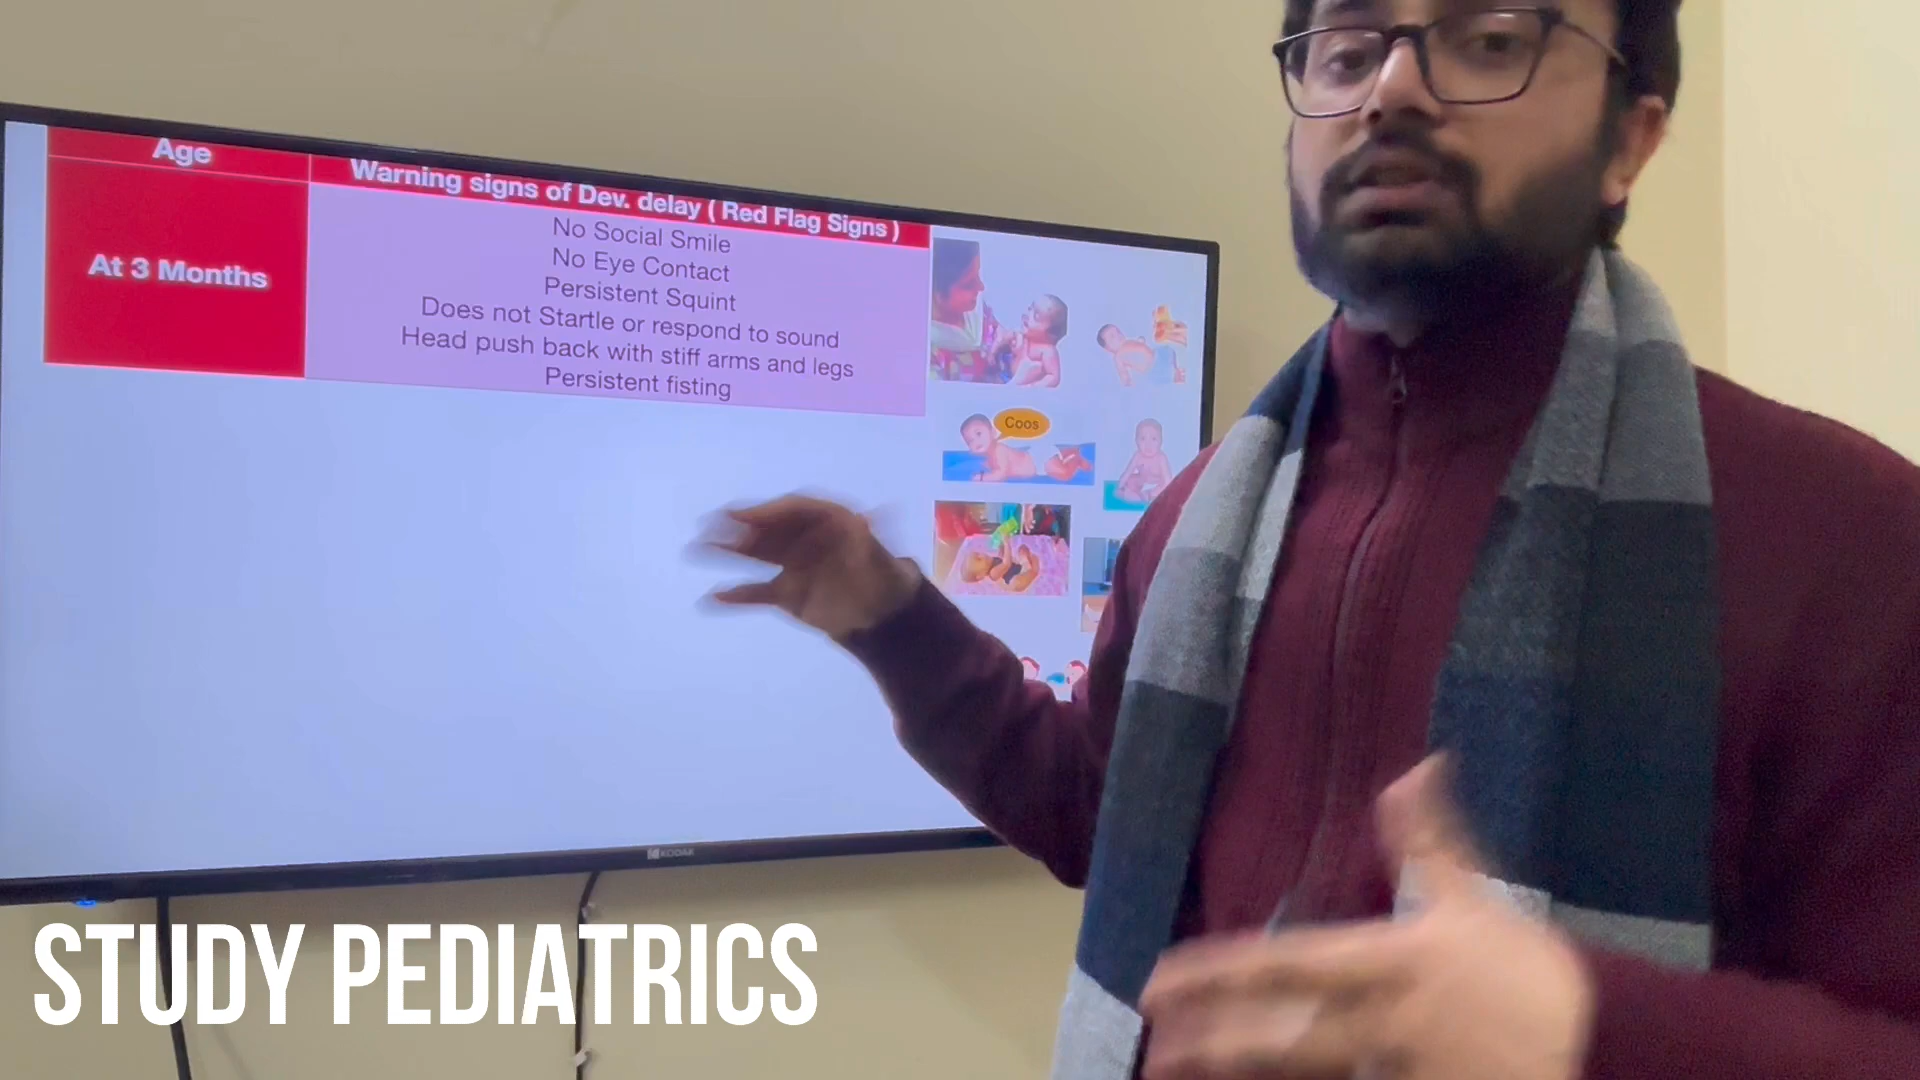 Age
Warning signs of Dev. delay ( Red Flag Signs )
At 3 Months
No Social Smile
No Eye Contact
Persistent Squint
Does not Startle or respond to sound
Head push back with stiff arms and legs
Persistent fisting
Coos
KODAK
STUDY PEDIATRICS